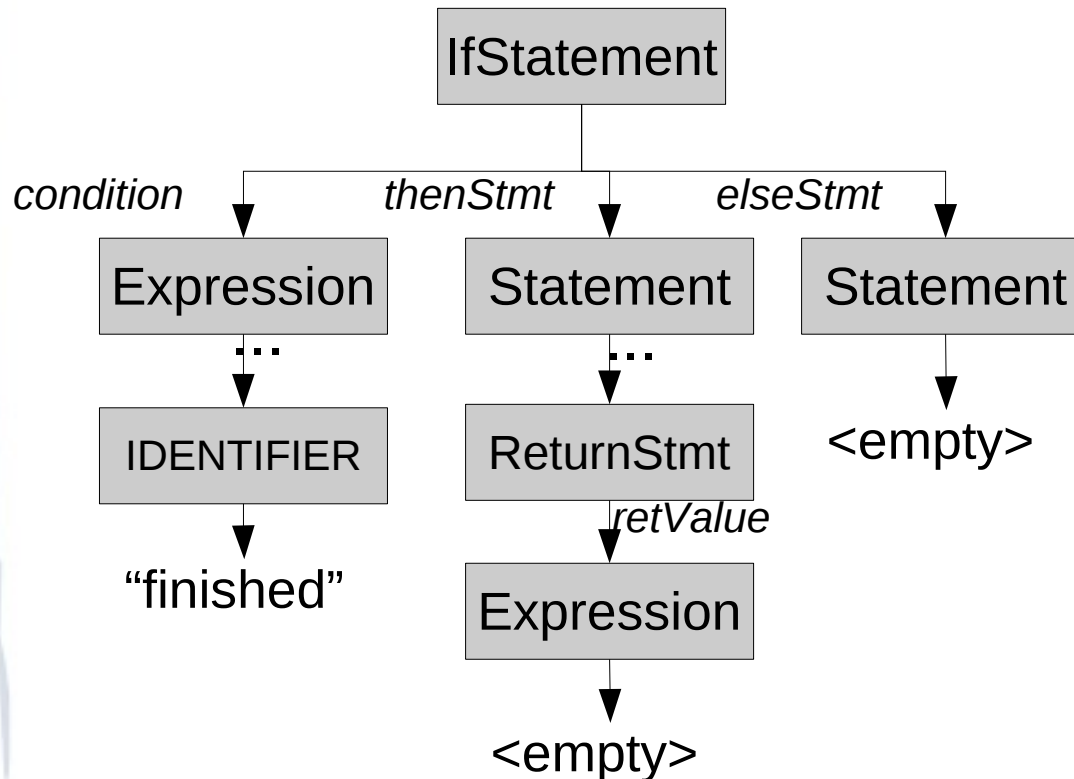 IfStatement
condition
thenStmt
elseStmt
Expression
Statement
Statement
...
...
IDENTIFIER
ReturnStmt
<empty>
retValue
“finished”
Expression
<empty>